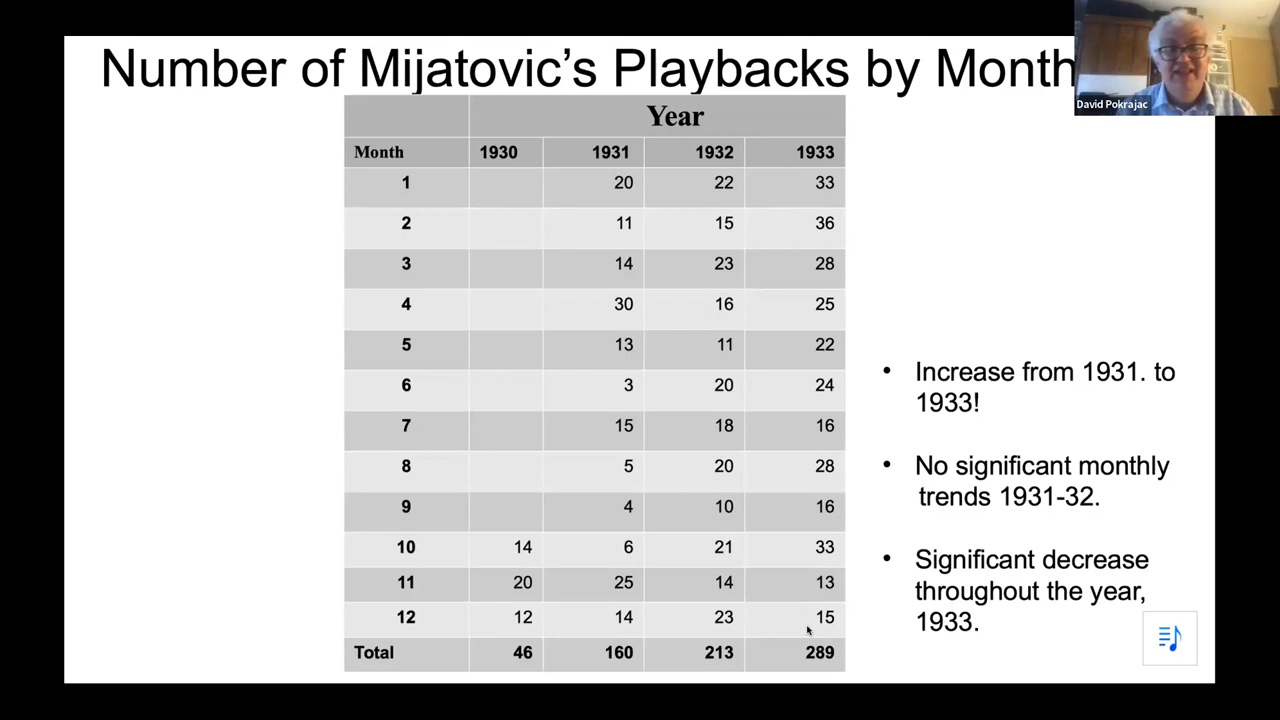 Number of Mijatovic's Playbacks by Month
David Pokrajac
Year
Month 1930 1931 1932 1933
1 20 22 33
2 11 15 36
3 14 23 28
4 30 16 25
5 13 11 22
6 3 20 24
7 15 18 16
8 5 20 28
9 4 10 16
10 14 6 21 33
11 20 25 14 13
12 12 14 23 15
Total 46 160 213 289
• Increase from 1931. to
1933!
• No significant monthly
trends 1931-32.
• Significant decrease
throughout the year,
1933.